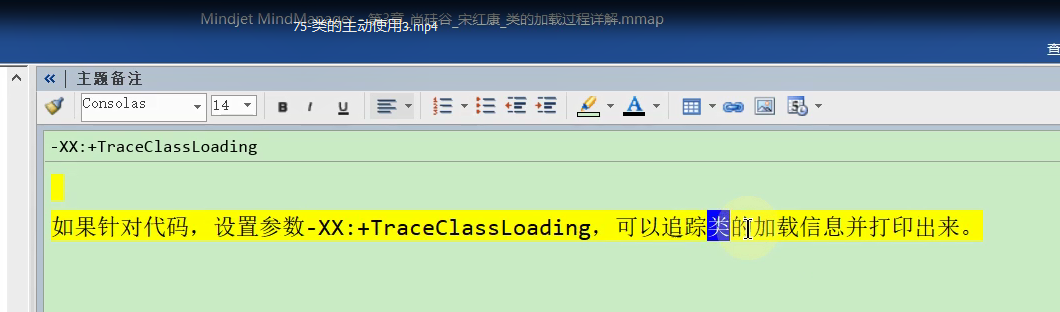 Mindjet MindManager - 第3章_尚硅谷_宋红康_类的加载过程详解.mmap
75-类的主动使用3.mp4
查
主题备注
Consolas
14
B I U
A
-XX:+TraceClassLoading
如果针对代码，设置参数-XX:+TraceClassLoading，可以追踪类的加载信息并打印出来。